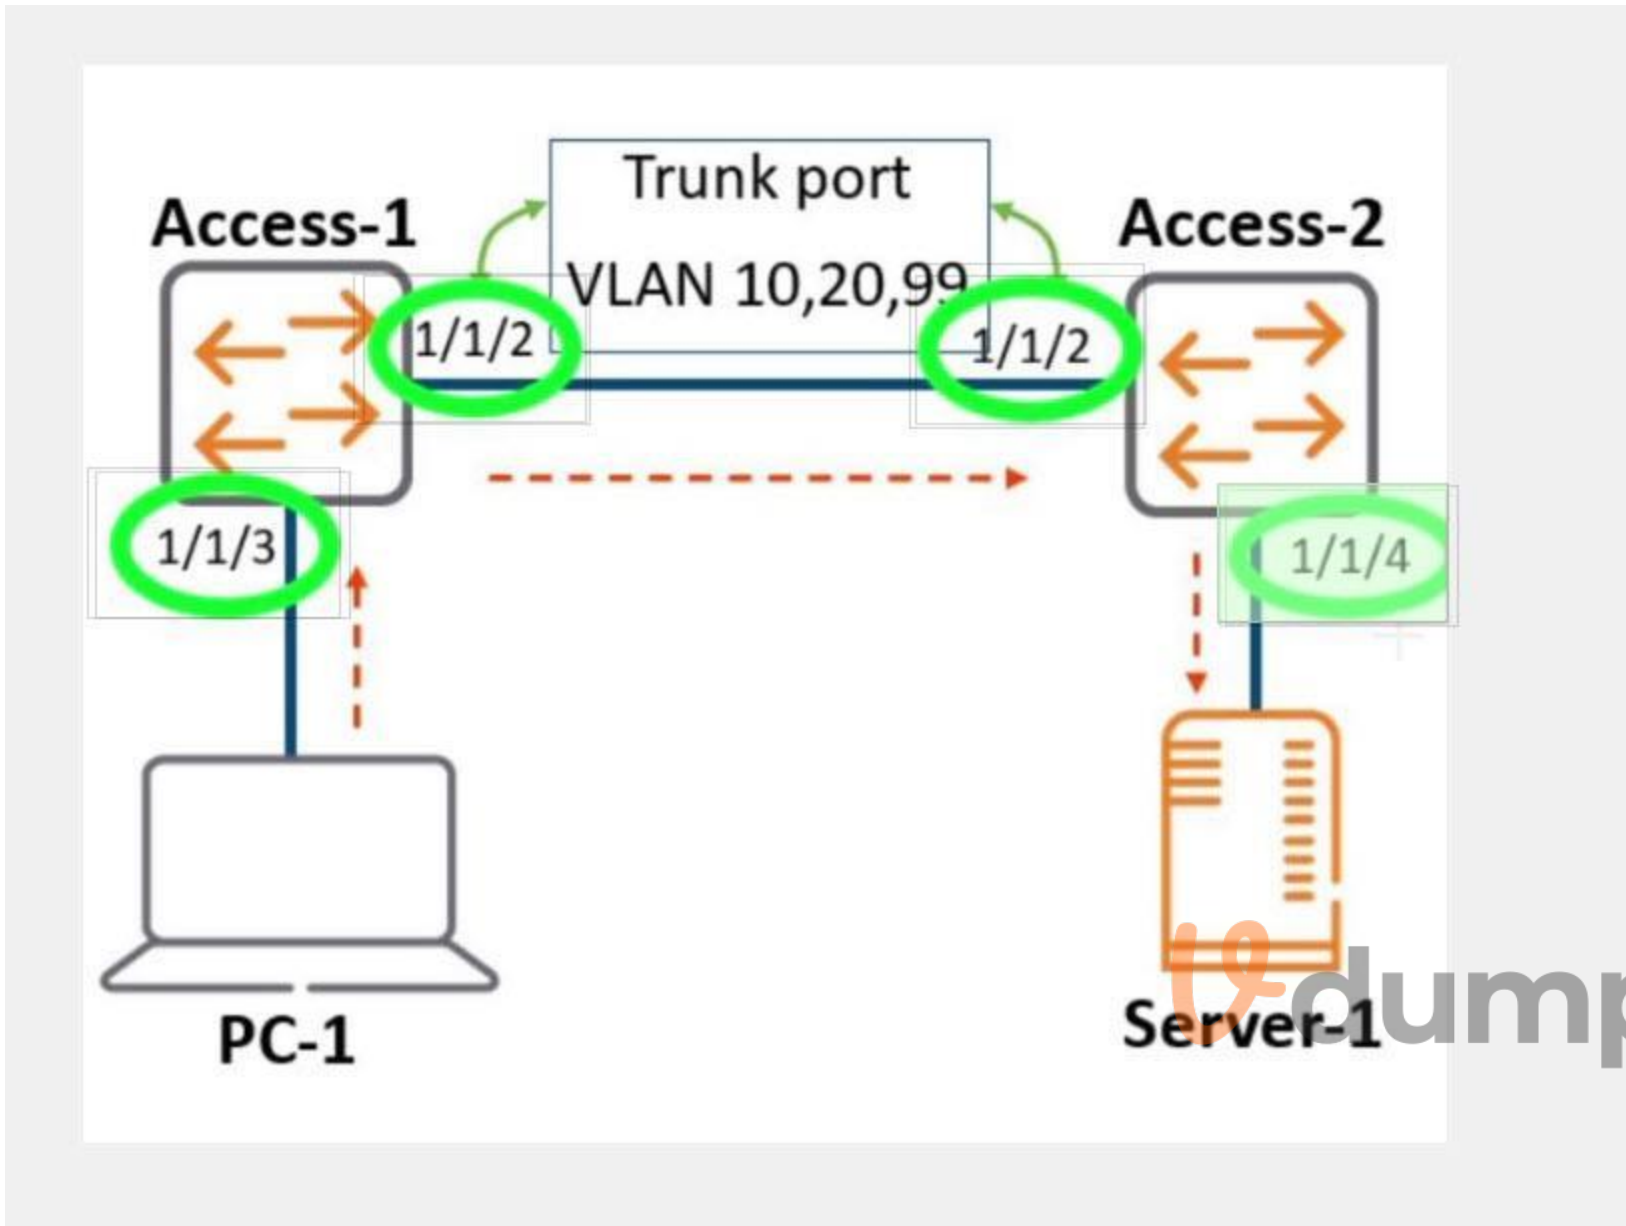 Trunk port
Access-1
Access-2
VLAN 10,20,99
1/1/2
1/1/2
1/1/3
1/1/4
PC-1
Server-1
dump